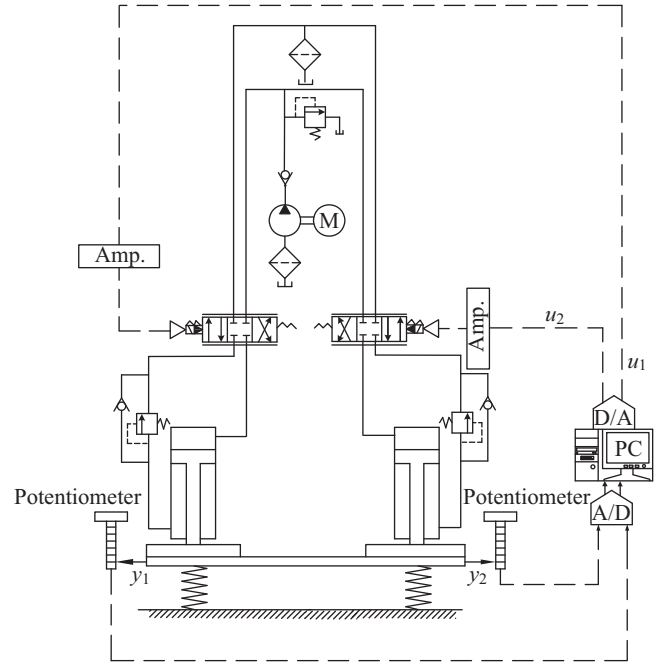 M
Amp.
Amp.
u2
u1
D/A
PC
Potentiometer
Potentiometer
A/D
y1
y2